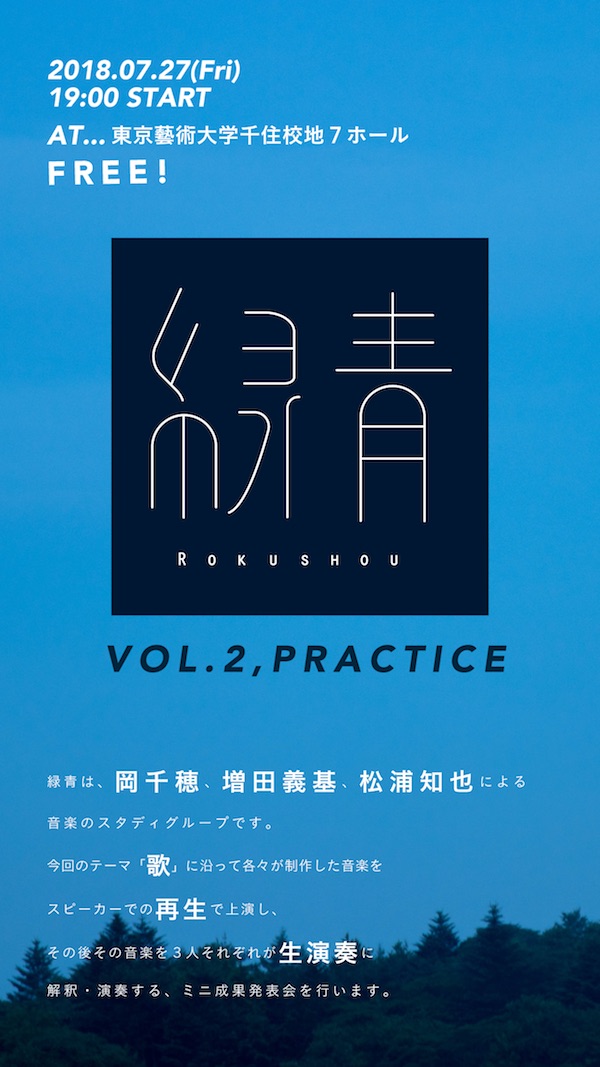 2018.07.27(Fri)
19:00 START
AT... 東京藝術大学千住校地7ホール
FREE!
緑青
ROKUSHOU
VOL.2,PRACTICE
緑青は、岡千穂、増田義基、松浦知也による
音楽のスタディグループです。
今回のテーマ「歌」に沿って各々が制作した音楽を
スピーカーでの再生で上演し、
その後その音楽を3人それぞれが生演奏に
解釈・演奏する、ミニ成果発表会を行います。